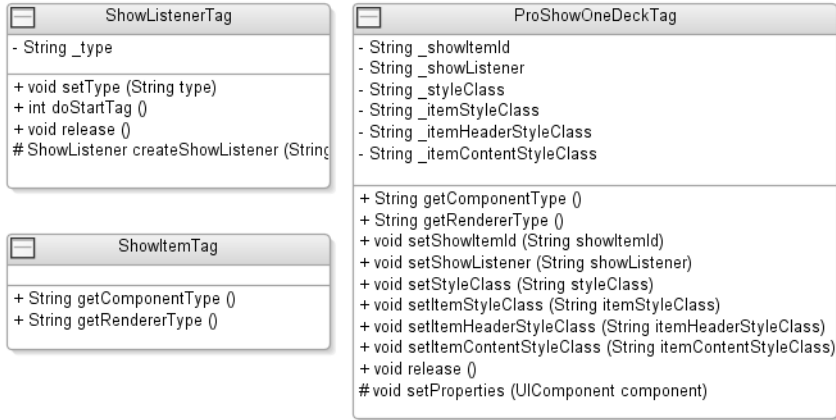 ShowListenerTag
- String _type
+ void setType (String type)
+ int doStartTag ()
+ void release ()
# ShowListener createShowListener (String
ShowItemTag
+ String getComponentType ()
+ String getRendererType ()
ProShowOneDeckTag
- String _showItemId
- String _showListener
- String _styleClass
- String _itemStyleClass
- String _itemHeaderStyleClass
- String _itemContentStyleClass
+ String getComponentType ()
+ String getRendererType ()
+ void setShowItemId (String showItemId)
+ void setShowListener (String showListener)
+ void setStyleClass (String styleClass)
+ void setItemStyleClass (String itemStyleClass)
+ void setItemHeaderStyleClass (String itemHeaderStyleClass)
+ void setItemContentStyleClass (String itemContentStyleClass)
+ void release ()
# void setProperties (UIComponent component)